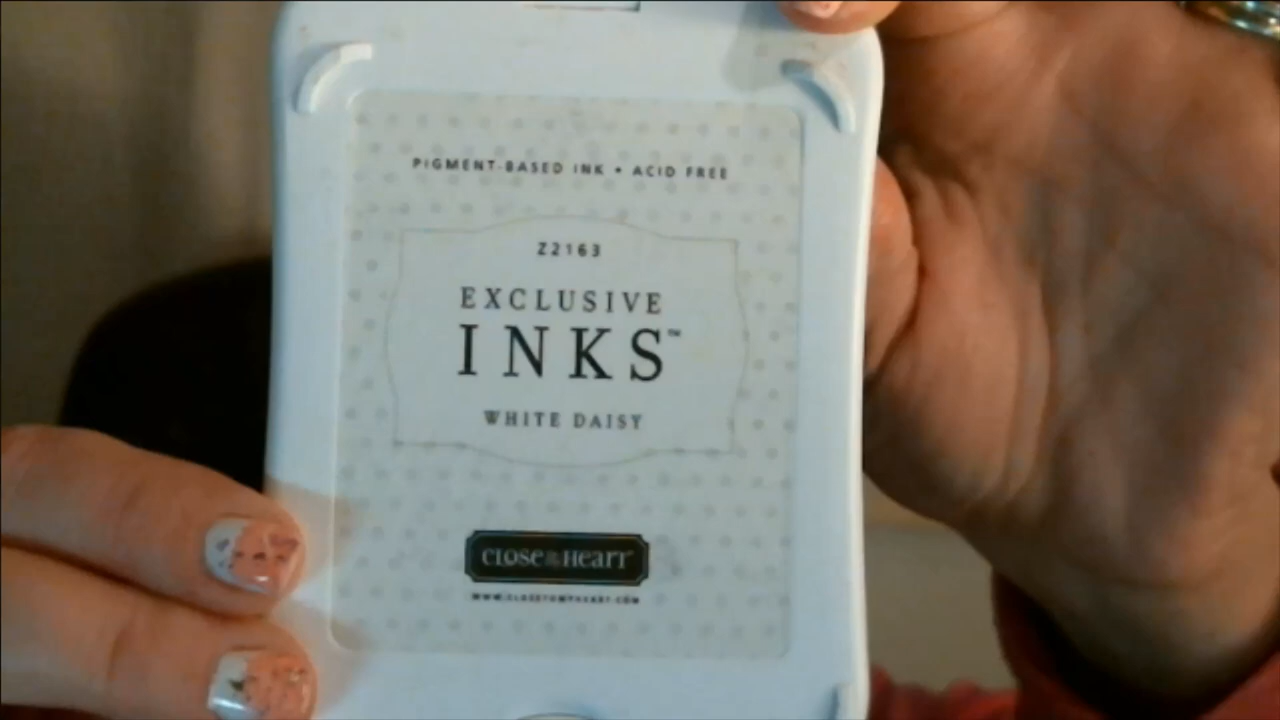 PIGMENT-BASED INK • ACID FREE
Z2163
EXCLUSIVE
INKS™
WHITE DAISY
CLOSE TO MY HEART
WWW.CLOSETOMYHEART.COM